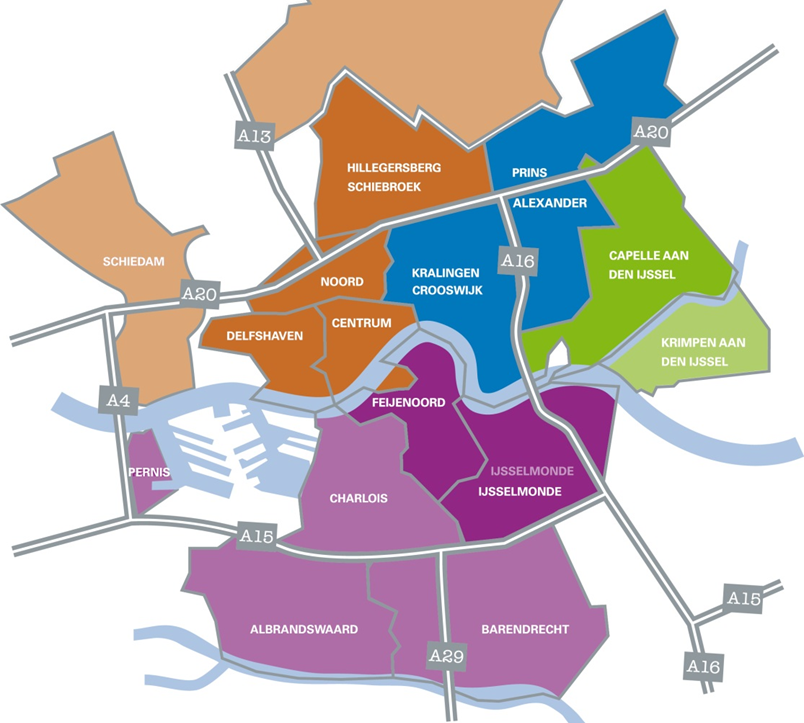 A13
A20
HILLEGERSBERG
SCHIEBROEK
PRINS
ALEXANDER
SCHIEDAM
A16
CAPELLE AAN
DEN IJSSEL
NOORD
KRALINGEN
CROOSWIJK
A20
DELFSHAVEN
CENTRUM
KRIMPEN AAN
DEN IJSSEL
A4
FEIJENOORD
PERNIS
IJSSELMONDE
IJSSELMONDE
CHARLOIS
A15
A15
ALBRANDSWAARD
BARENDRECHT
A29
A16